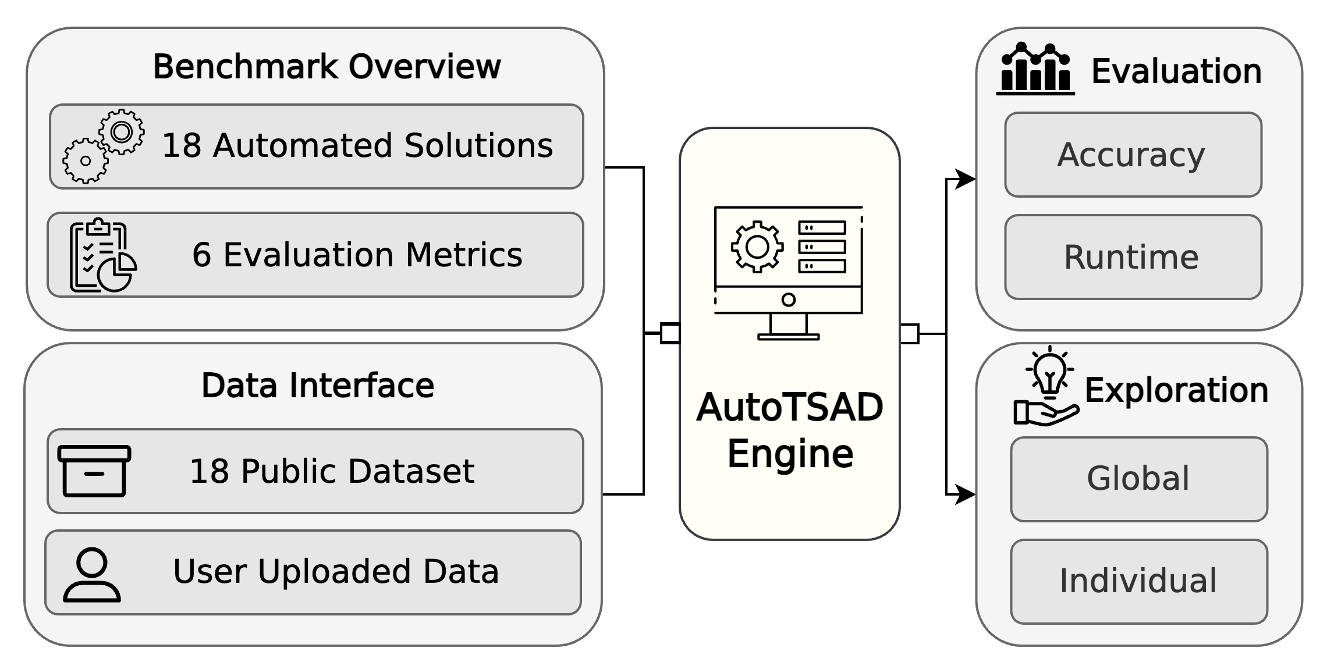 Benchmark Overview
18 Automated Solutions
6 Evaluation Metrics
Data Interface
18 Public Dataset
User Uploaded Data
AutoTSAD
Engine
Evaluation
Accuracy
Runtime
Exploration
Global
Individual